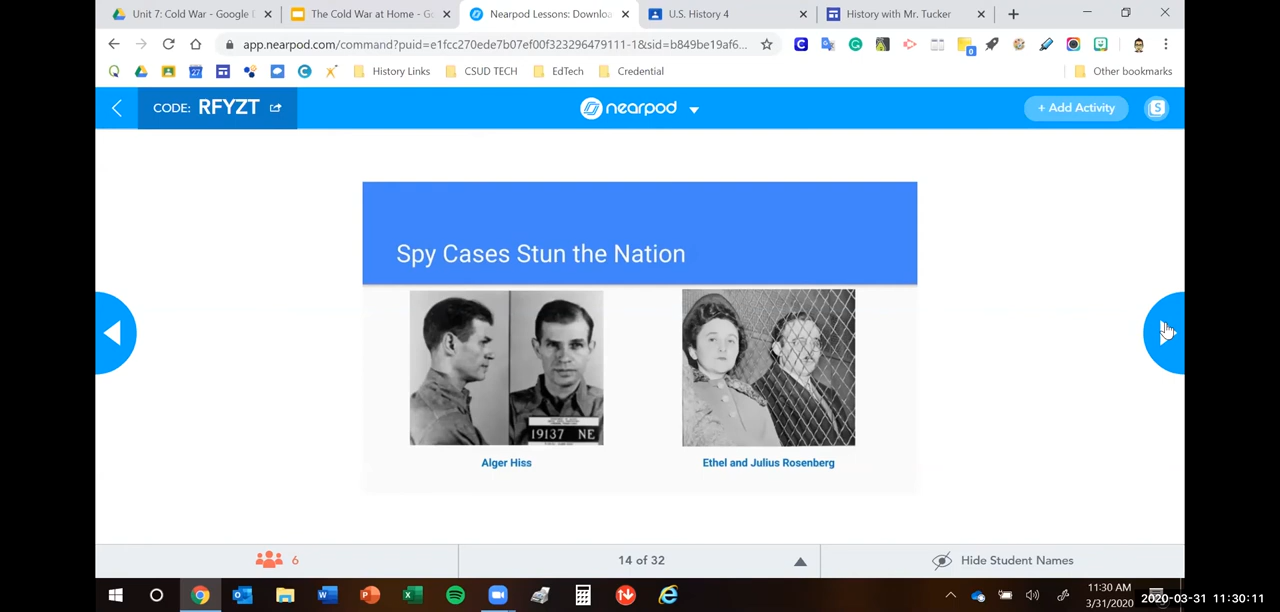 Unit 7: Cold War - Google D
The Cold War at Home - Go
Nearpod Lessons: Downloa
U.S. History 4
History with Mr. Tucker
app.nearpod.com/command?puid=e1fcc270ede7b07ef00f323296479111-1&sid=b849be19af6...
0
27
History Links
CSUD TECH
EdTech
Credential
Other bookmarks
CODE: RFYZT
nearpod
+ Add Activity
S
Spy Cases Stun the Nation
19137 NE
Alger Hiss
Ethel and Julius Rosenberg
6
14 of 32
Hide Student Names
11:30 AM
3/31/2020
2020-03-31 11:30:11